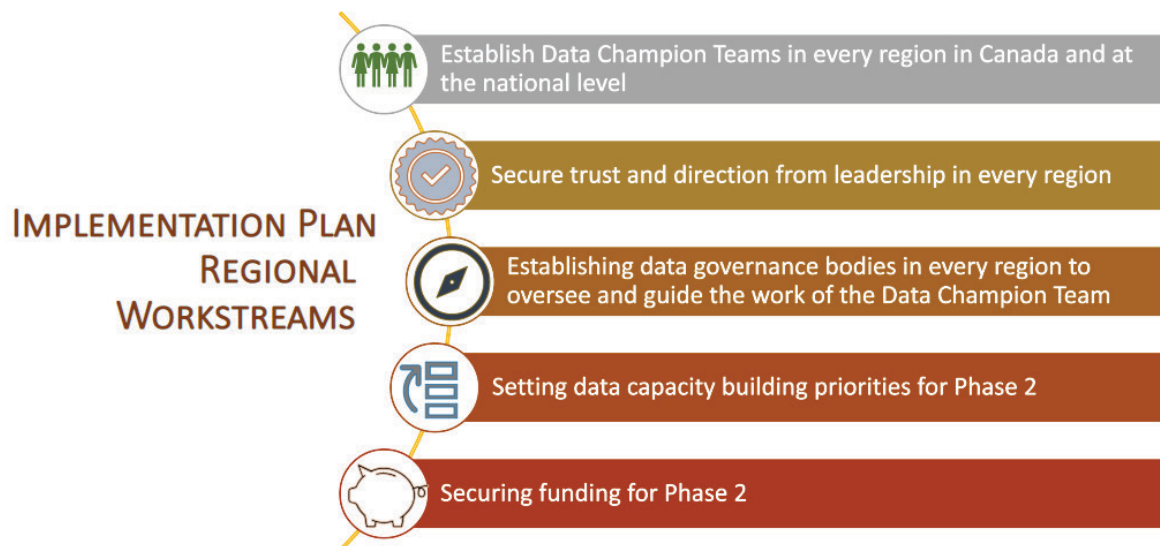 IMPLEMENTATION PLAN
REGIONAL
WORKSTREAMS
Establish Data Champion Teams in every region in Canada and at
the national level
Secure trust and direction from leadership in every region
Establishing data governance bodies in every region to
oversee and guide the work of the Data Champion Team
Setting data capacity building priorities for Phase 2
Securing funding for Phase 2